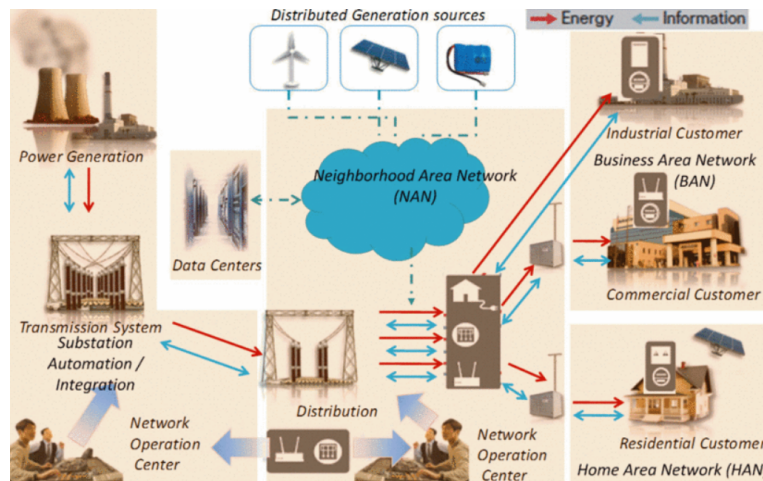 Distributed Generation sources
Energy
Information
Power Generation
Industrial Customer
Business Area Network
(BAN)
Neighborhood Area Network
(NAN)
Data Centers
Commercial Customer
Transmission System
Substation
Automation /
Integration
Distribution
Network
Operation
Center
Network
Operation
Center
Residential Customer
Home Area Network (HAN